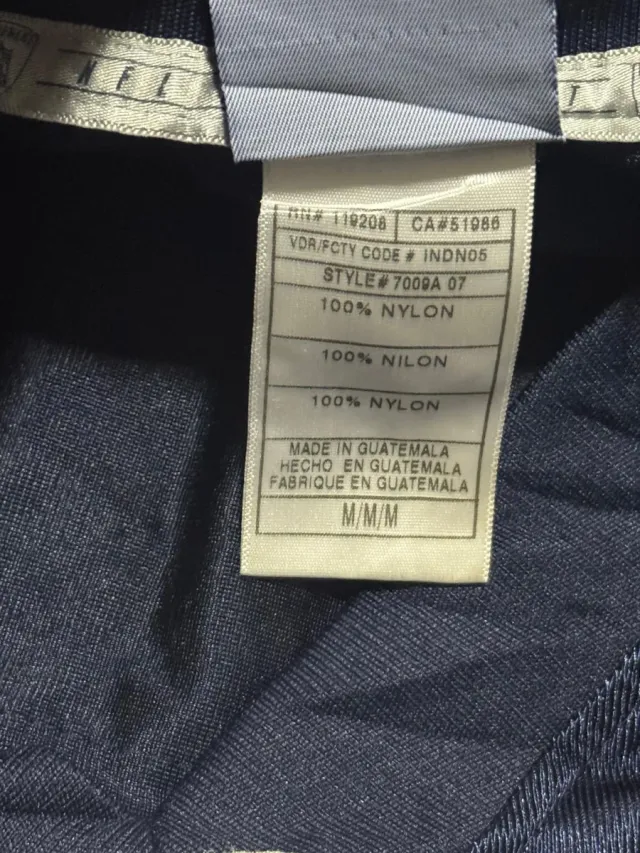 NFL
T
RN# 119208 CA#51986
VDR/FCTY CODE # INDN05
STYLE# 7009A 07
100% NYLON
100% NILON
100% NYLON
MADE IN GUATEMALA
HECHO EN GUATEMALA
FABRIQUE EN GUATEMALA
M/M/M